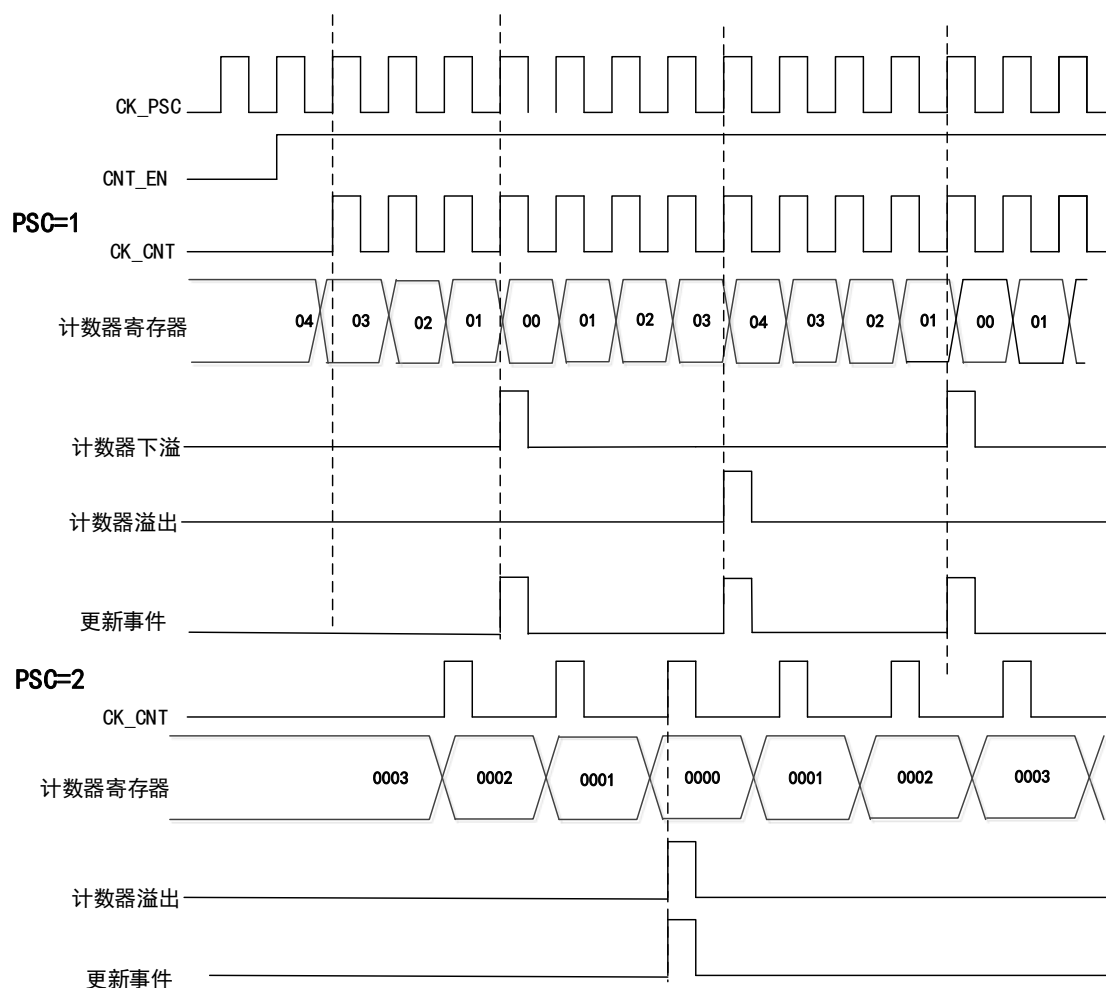 CK_PSC
CNT_EN
PSC=1
CK_CNT
计数器寄存器 04 03 02 01 00 01 02 03 04 03 02 01 00 01
计数器下溢
计数器溢出
更新事件
PSC=2
CK_CNT
计数器寄存器 0003 0002 0001 0000 0001 0002 0003
计数器溢出
更新事件